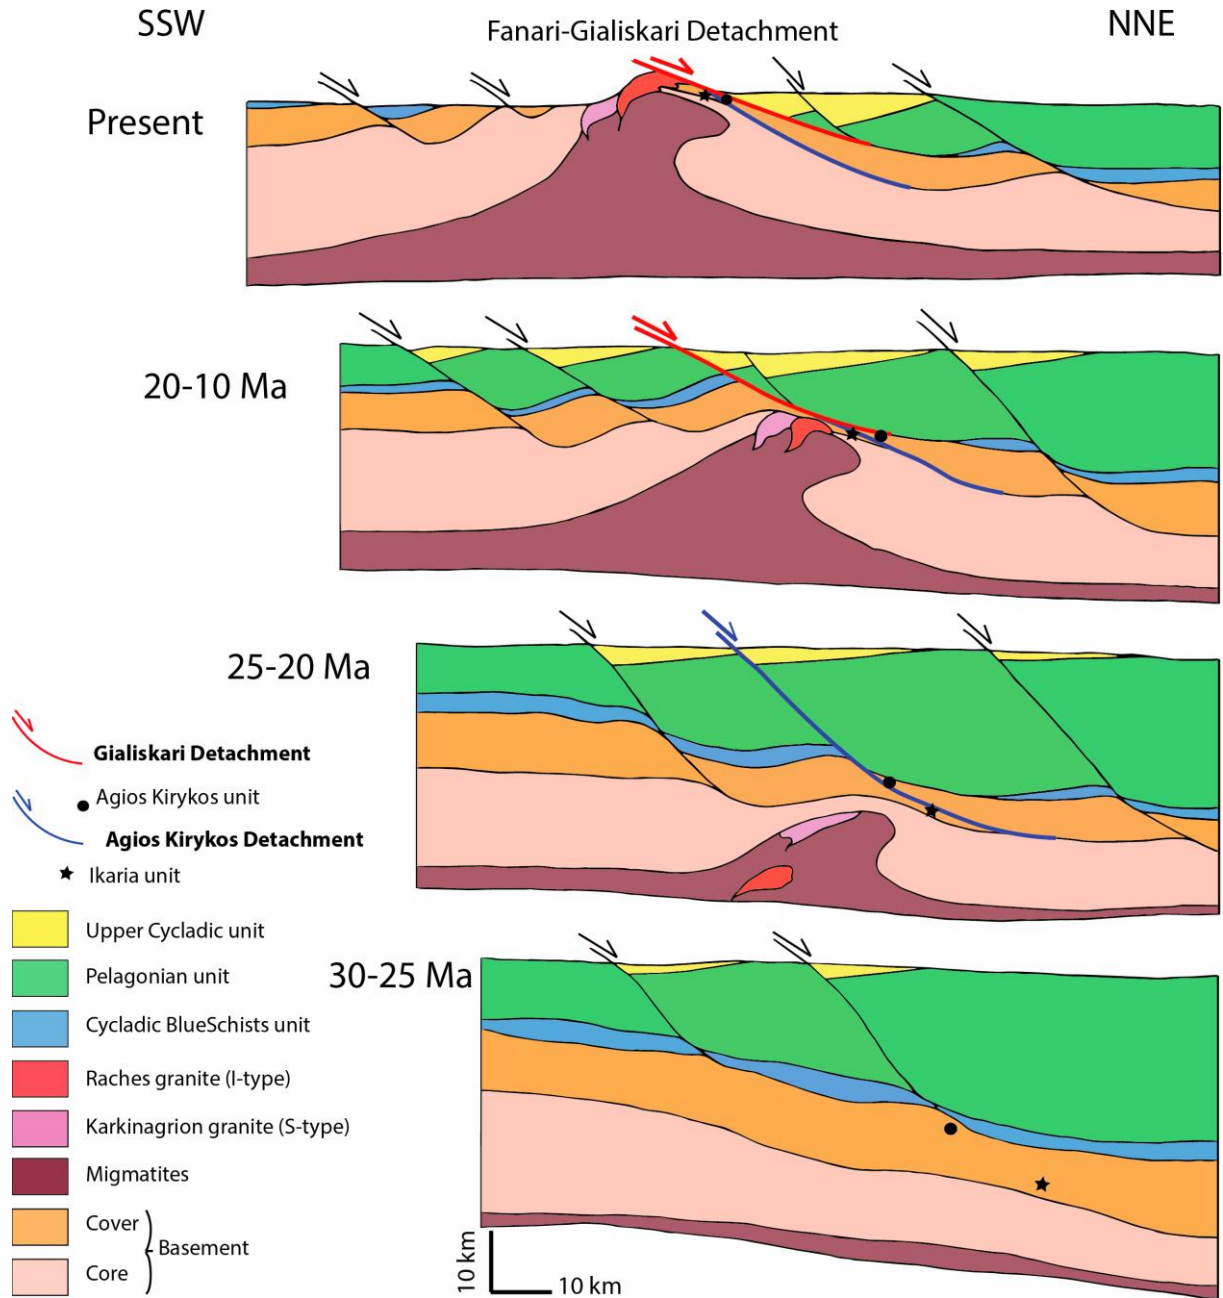 SSW
Fanari-Gialiskari Detachment
NNE
Present
20-10 Ma
25-20 Ma
Gialiskari Detachment
Agios Kirykos unit
Agios Kirykos Detachment
Ikaria unit
Upper Cycladic unit
30-25 Ma
Pelagonian unit
Cycladic BlueSchists unit
Raches granite (I-type)
Karkinagrion granite (S-type)
Migmatites
Cover
Basement
Core
10 km
10 km